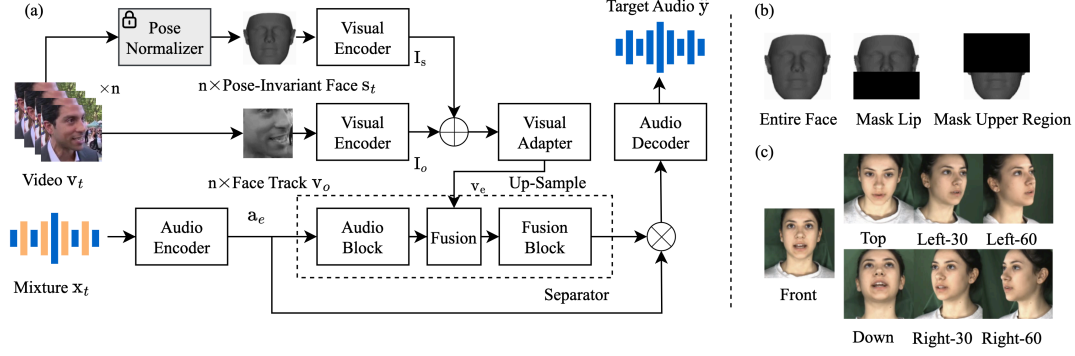 (a)
Pose
Normalizer
Visual
Encoder
I_s
×n
n×Pose-Invariant Face s_t
Target Audio y
Visual
Encoder
I_o
Visual
Adapter
Audio
Decoder
Video v_t
n×Face Track v_o
v_e
Up-Sample
Audio
Encoder
a_e
Audio
Block
Fusion
Fusion
Block
Mixture x_t
Separator
(b)
Entire Face
Mask Lip
Mask Upper Region
(c)
Top
Left-30
Left-60
Front
Down
Right-30
Right-60